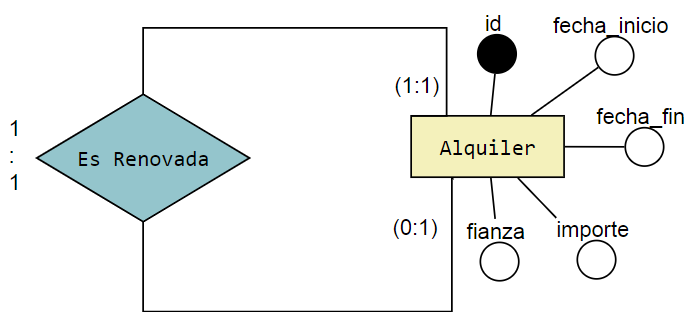 id
fecha_inicio
(1:1)
fecha_fin
1
:
1
Es Renovada
Alquiler
(0:1)
fianza
importe